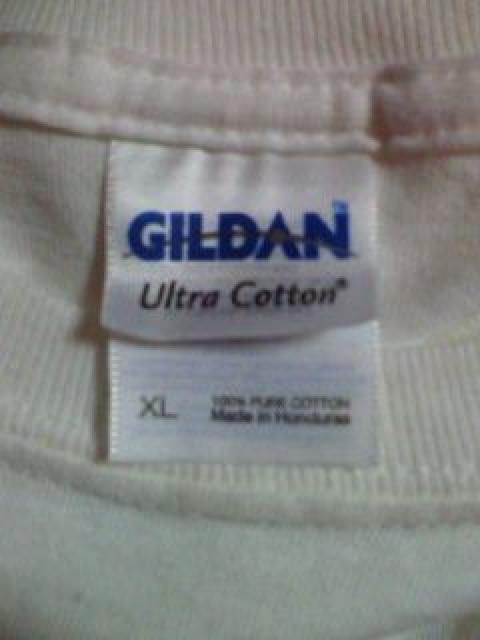 GILDAN
Ultra Cotton®
XL
100% PURE COTTON
Made in Honduras